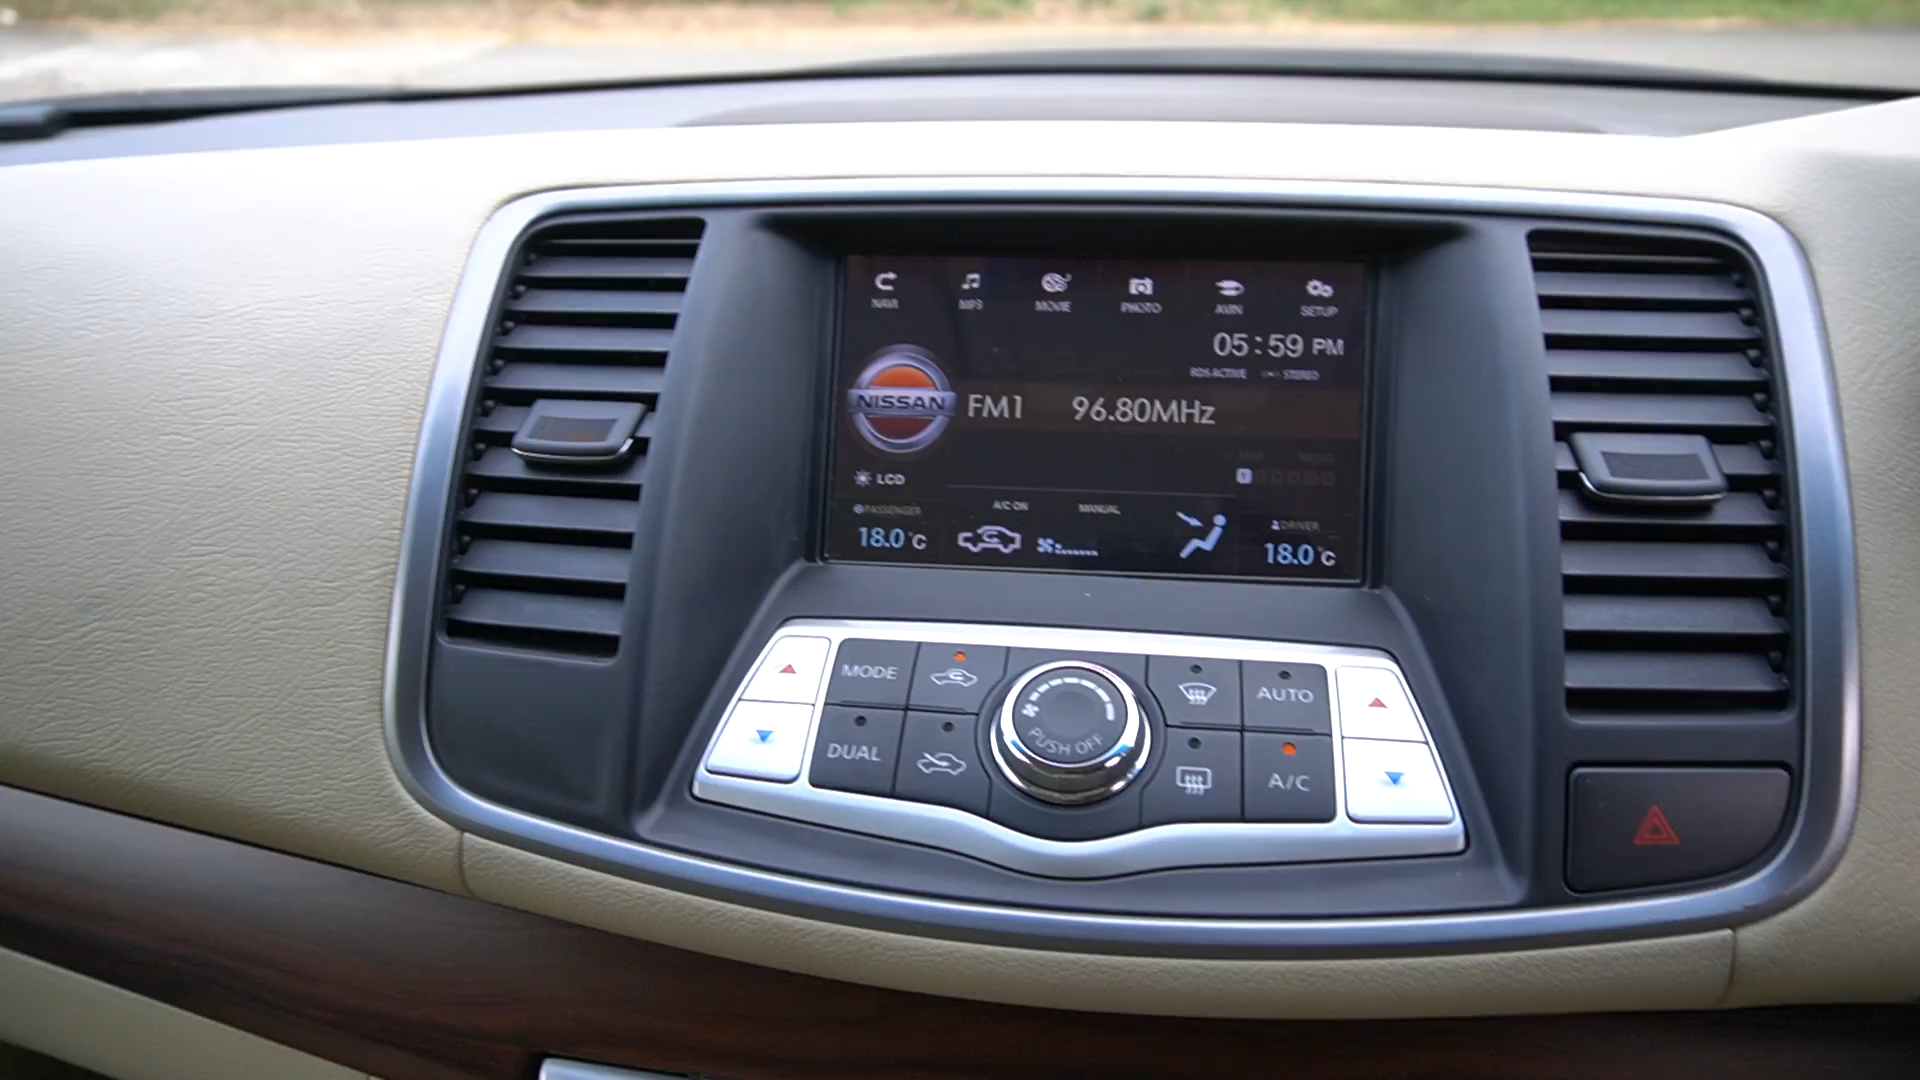 NAVI MP3 MOVIE PHOTO AVIN SETUP
05:59 PM
RDS ACTIVE STEREO
NISSAN FM1 96.80MHz
LCD
PASSENGER A/C ON MANUAL DRIVER
18.0°C 18.0°C
MODE AUTO
DUAL PUSH OFF A/C